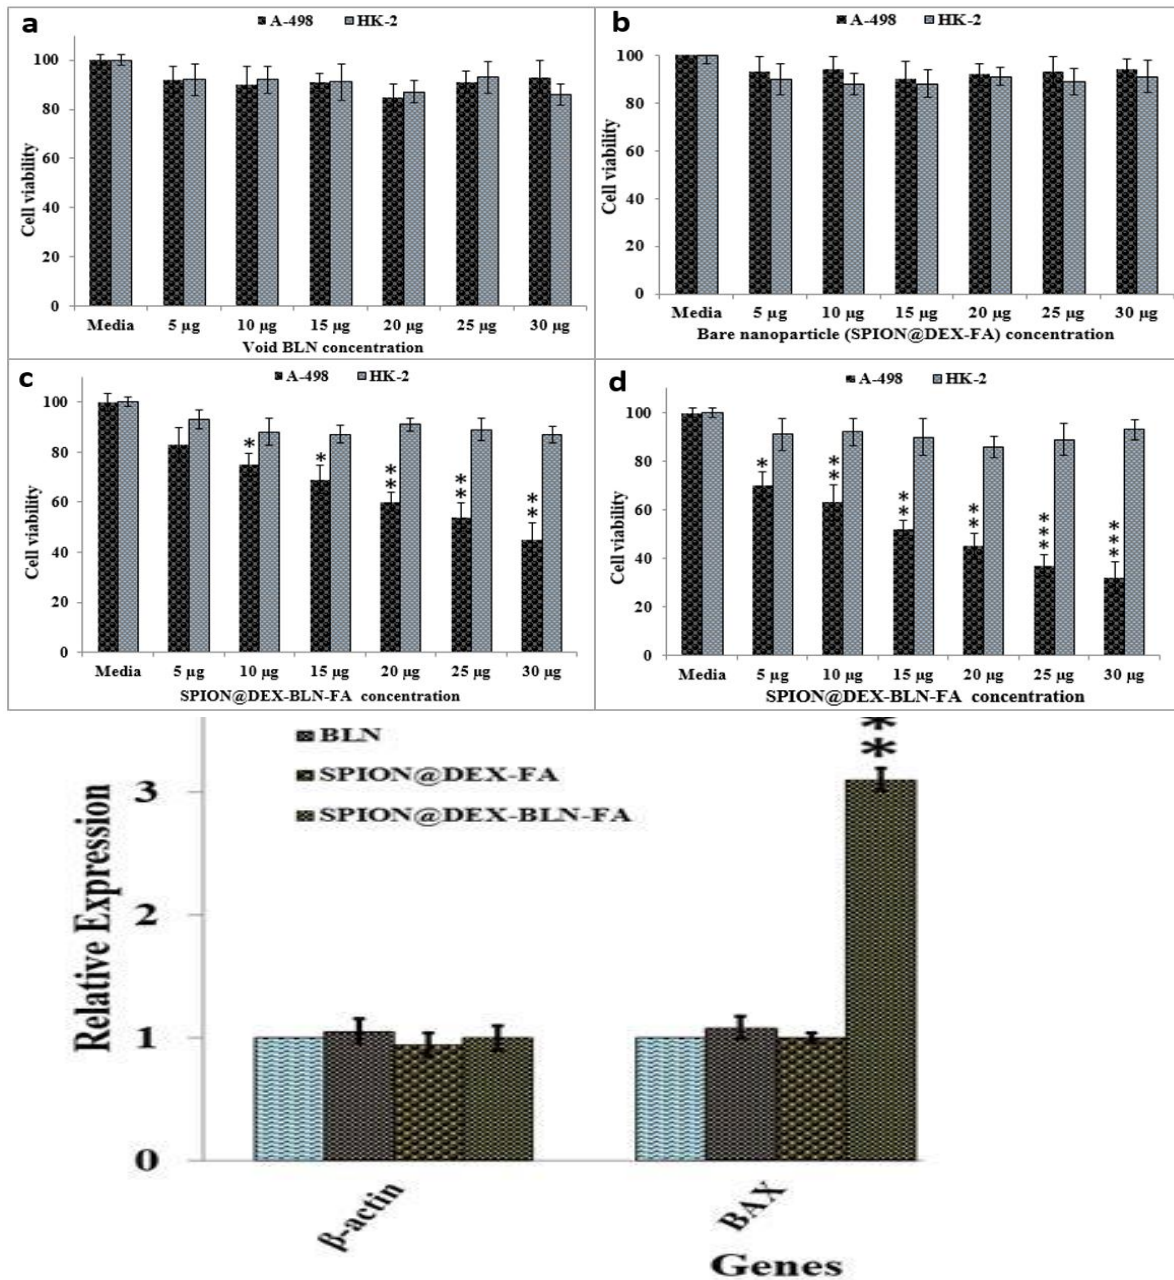 a
A-498 HK-2
100
80
60
40
20
0
Cell viability
Media 5 µg 10 µg 15 µg 20 µg 25 µg 30 µg
Void BLN concentration
b
A-498 HK-2
100
80
60
40
20
0
Cell viability
Media 5 µg 10 µg 15 µg 20 µg 25 µg 30 µg
Bare nanoparticle (SPION@DEX-FA) concentration
c
A-498 HK-2
100
80
60
40
20
0
Cell viability
*
*
**
**
**
Media 5 µg 10 µg 15 µg 20 µg 25 µg 30 µg
SPION@DEX-BLN-FA concentration
d
A-498 HK-2
100
80
60
40
20
0
Cell viability
*
**
**
**
***
***
Media 5 µg 10 µg 15 µg 20 µg 25 µg 30 µg
SPION@DEX-BLN-FA concentration
BLN
SPION@DEX-FA
SPION@DEX-BLN-FA
**
3
2
1
0
Relative Expression
β-actin
BAX
Genes